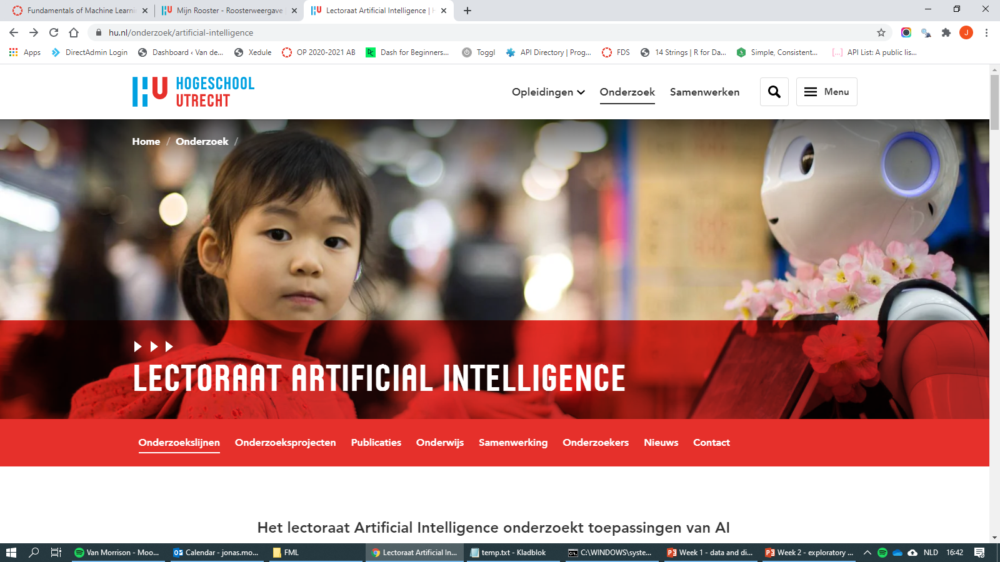 Fundamentals of Machine Learni
Mijn Rooster - Roosterweergave
Lectoraat Artificial Intelligence |
hu.nl/onderzoek/artificial-intelligence
J
Apps
DirectAdmin Login
Dashboard ‹ Van de...
Xedule
OP 2020-2021 AB
Dash for Beginners...
Toggl
API Directory | Prog...
FDS
14 Strings | R for Da...
Simple, Consistent...
[...] API List: A public lis...
HU HOGESCHOOL
UTRECHT
Opleidingen
Onderzoek
Samenwerken
Menu
Home / Onderzoek /
LECTORAAT ARTIFICIAL INTELLIGENCE
Onderzoekslijnen
Onderzoeksprojecten
Publicaties
Onderwijs
Samenwerking
Onderzoekers
Nieuws
Contact
Het lectoraat Artificial Intelligence onderzoekt toepassingen van AI
Van Morrison - Moo...
Calendar - jonas.mo...
FML
Lectoraat Artificial In...
temp.txt - Kladblok
C:\WINDOWS\syste...
Week 1 - data and di...
Week 2 - exploratory ...
NLD
16:42